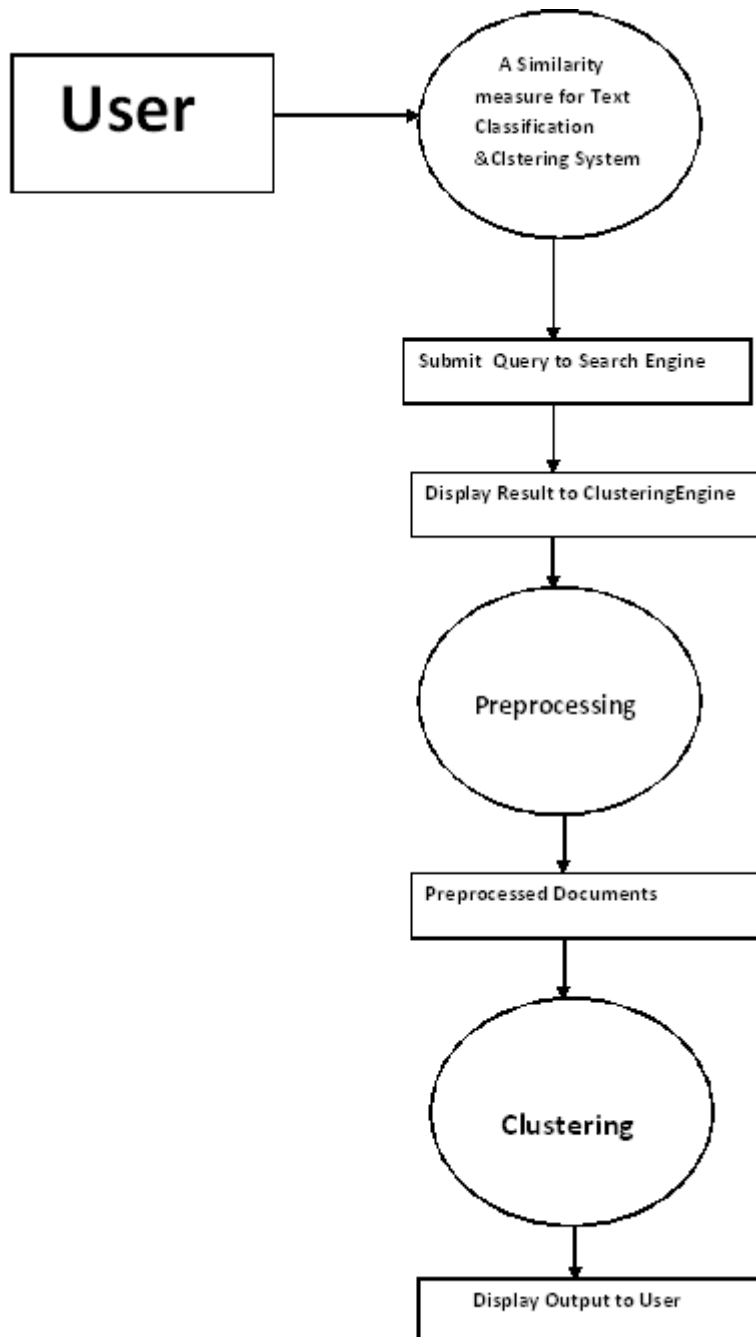 User
A Similarity
measure for Text
Classification
&Clstering System
Submit Query to Search Engine
Display Result to ClusteringEngine
Preprocessing
Preprocessed Documents
Clustering
Display Output to User